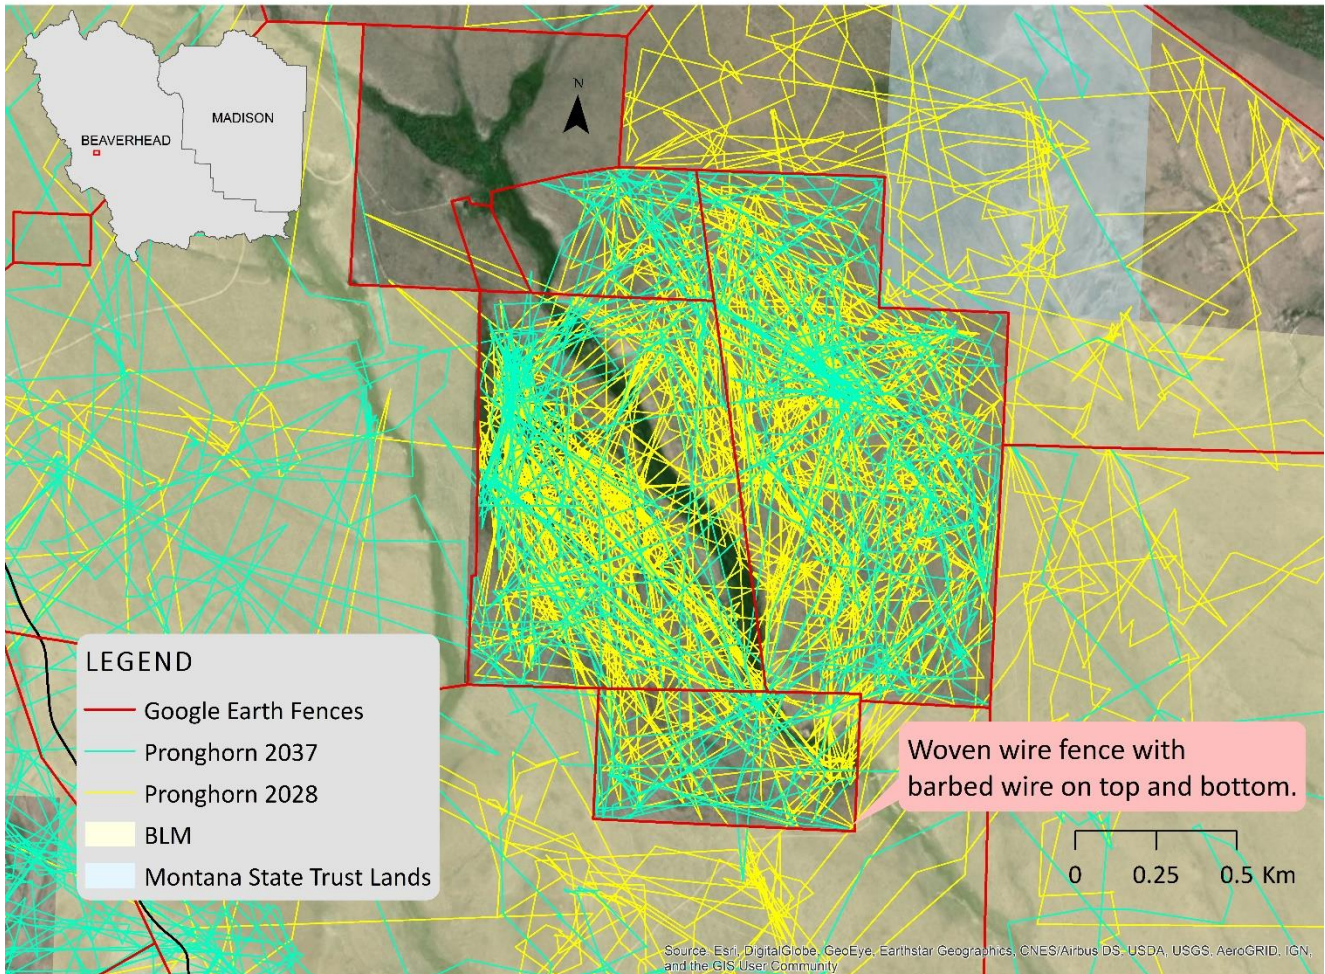 N
MADISON
BEAVERHEAD
LEGEND
Google Earth Fences
Pronghorn 2037
Pronghorn 2028
BLM
Montana State Trust Lands
Woven wire fence with
barbed wire on top and bottom.
0 0.25 0.5 Km
Source: Esri, DigitalGlobe, GeoEye, Earthstar Geographics, CNES/Airbus DS, USDA, USGS, AeroGRID, IGN,
and the GIS User Community